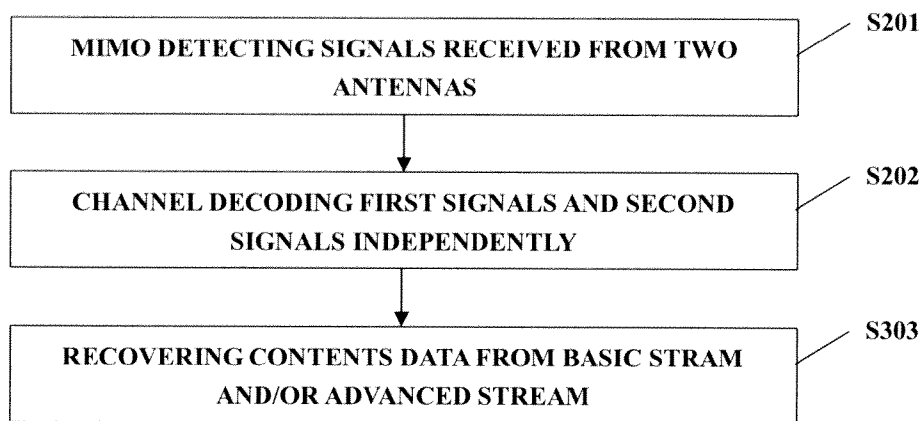 S201
MIMO DETECTING SIGNALS RECEIVED FROM TWO
ANTENNAS
S202
CHANNEL DECODING FIRST SIGNALS AND SECOND
SIGNALS INDEPENDENTLY
S303
RECOVERING CONTENTS DATA FROM BASIC STRAM
AND/OR ADVANCED STREAM